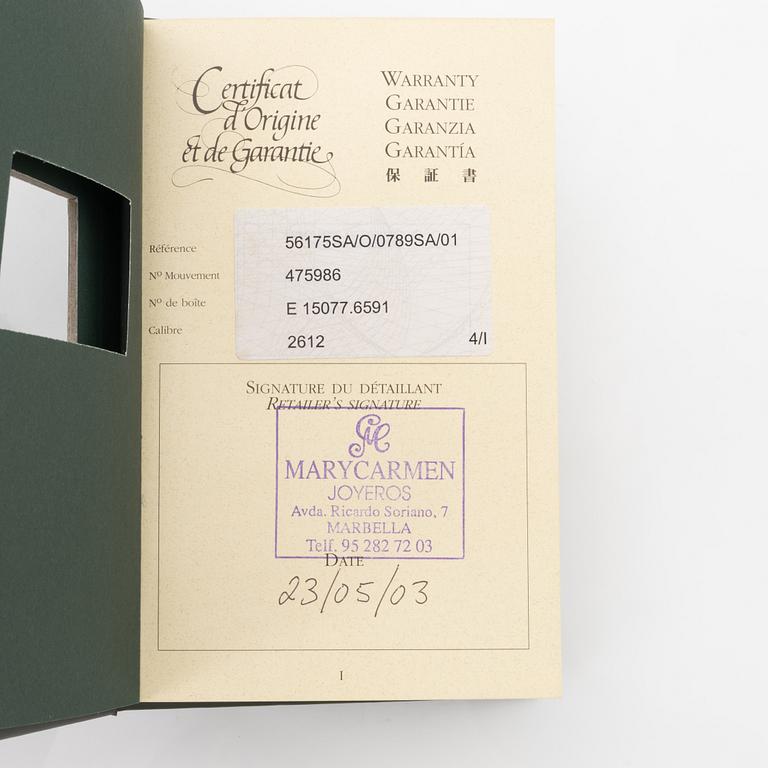 Certificat
d'Origine
et de Garantie
WARRANTY
GARANTIE
GARANZIA
GARANTÍA
保 証 書
Référence 56175SA/O/0789SA/01
Nº Mouvement 475986
Nº de boîte E 15077.6591
Calibre 2612 4/I
SIGNATURE DU DÉTAILLANT
RETAILER'S SIGNATURE
MARYCARMEN
JOYEROS
Avda. Ricardo Soriano, 7
MARBELLA
Telf. 95 282 72 03
DATE
23/05/03
I